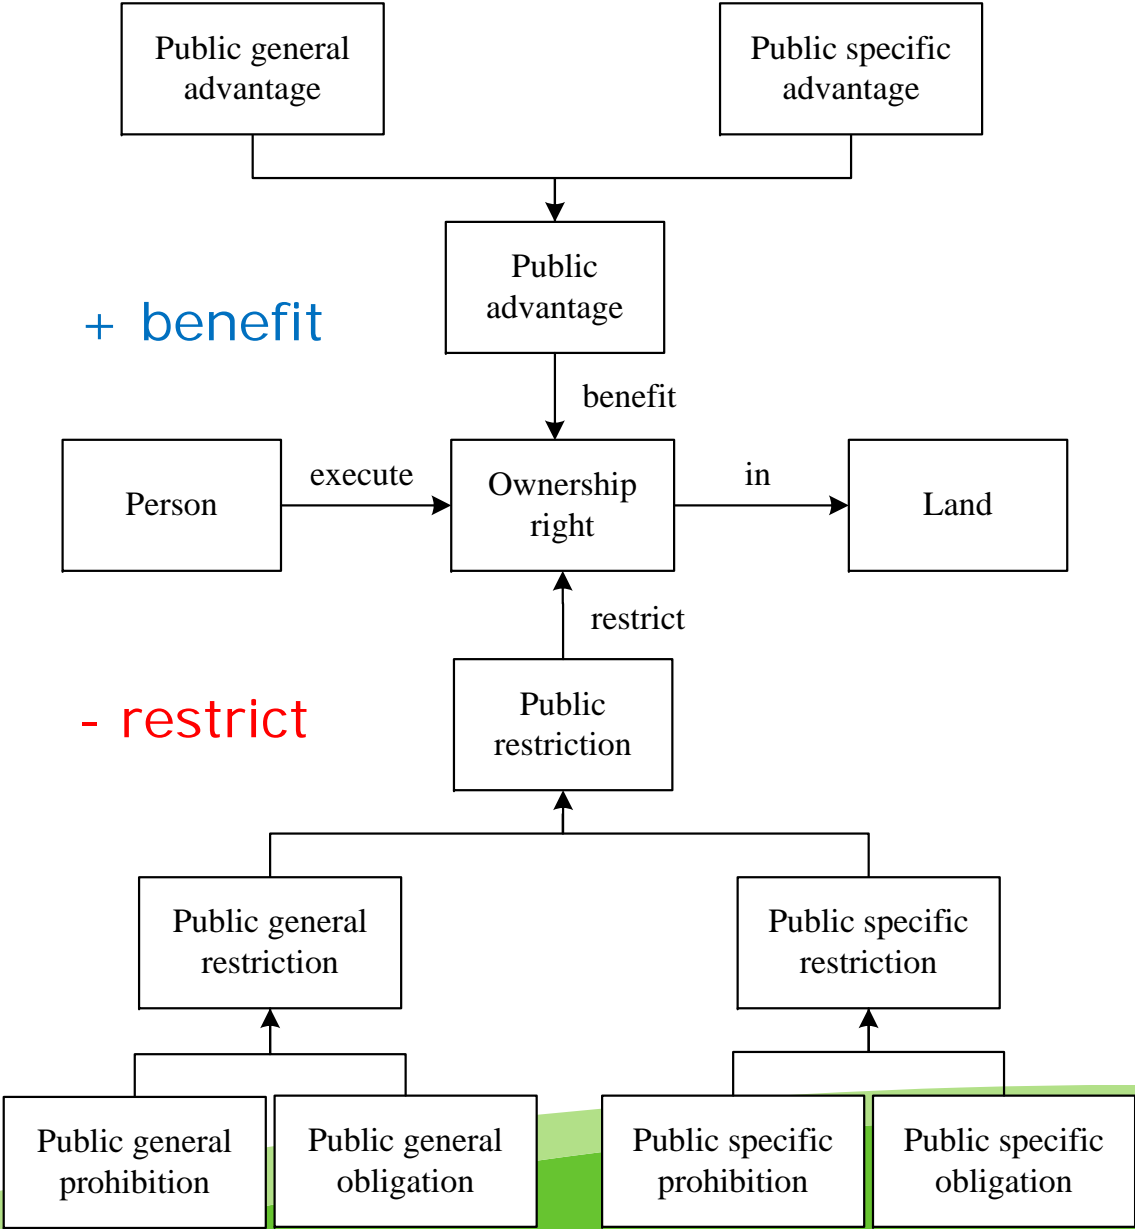 Public general
advantage
Public specific
advantage
Public
advantage
+ benefit
benefit
Person
execute
Ownership
right
in
Land
restrict
Public
restriction
- restrict
Public general
restriction
Public specific
restriction
Public general
prohibition
Public general
obligation
Public specific
prohibition
Public specific
obligation